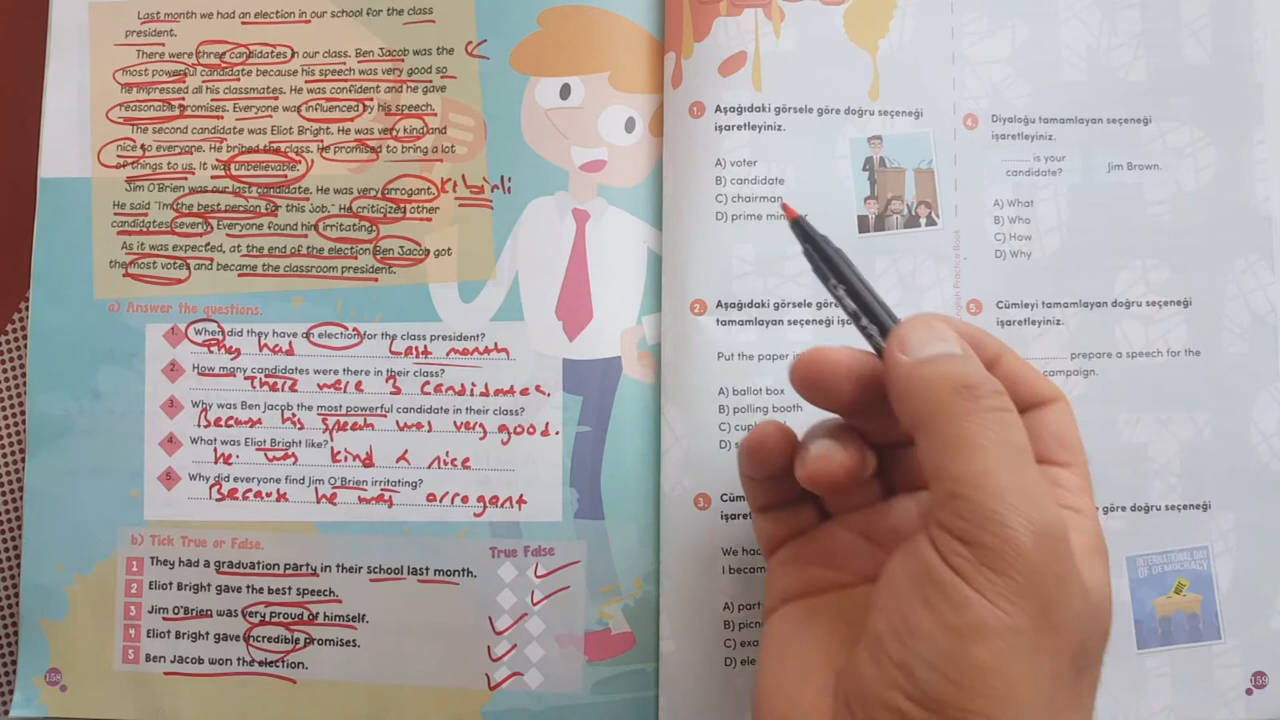 Last month we had an election in our school for the class
president.
There were three candidates in our class. Ben Jacob was the
most powerful candidate because his speech was very good so
he impressed all his classmates. He was confident and he gave
reasonable promises. Everyone was influenced by his speech.
The second candidate was Eliot Bright. He was very kind and
nice to everyone. He bribed the class. He promised to bring a lot
of things to us. It was unbelievable.
Jim O'Brien was our last candidate. He was very arrogant. Kibirli
He said "I'm the best person for this job." He criticized other
candidates severly. Everyone found him irritating.
As it was expected, at the end of the election Ben Jacob got
the most votes and became the classroom president.
a) Answer the questions.
1. When did they have an election for the class president?
They had Last month
2. How many candidates were there in their class?
There were 3 candidates.
3. Why was Ben Jacob the most powerful candidate in their class?
Because his speech was very good.
4. What was Eliot Bright like?
he was kind & nice
5. Why did everyone find Jim O'Brien irritating?
Because he was arrogant
b) Tick True or False.
True False
1 They had a graduation party in their school last month.
2 Eliot Bright gave the best speech.
3 Jim O'Brien was very proud of himself.
4 Eliot Bright gave incredible promises.
5 Ben Jacob won the election.
158
1. Aşağıdaki görsele göre doğru seçeneği
işaretleyiniz.
A) voter
B) candidate
C) chairman
D) prime
2. Aşağıdaki görsele göre
tamamlayan seçeneği
Put the paper
A) ballot box
B) polling booth
C)
D)
3.
We
I
A)
B)
C)
D)
English Practice Book
4. Diyaloğu tamamlayan seçeneği
işaretleyiniz.
.......... is your
candidate?
Jim Brown.
A) What
B) Who
C) How
D) Why
5. Cümleyi tamamlayan doğru seçeneği
işaretleyiniz.
.............. prepare a speech for the
campaign.
göre doğru seçeneği
INTERNATIONAL DAY
OF DEMOCRACY
VOTE
159